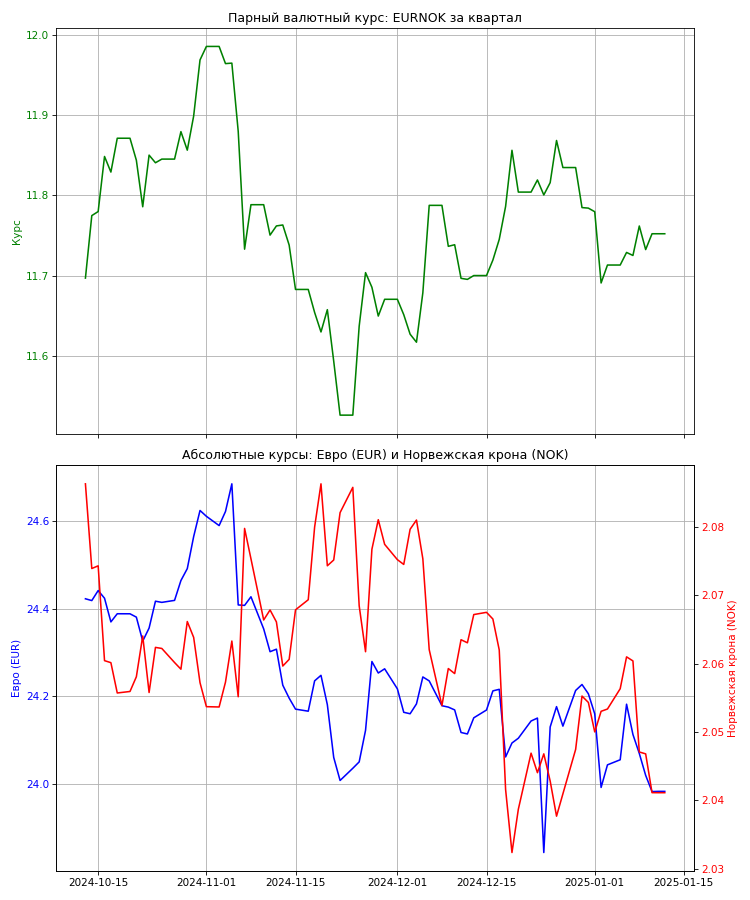 Парный валютный курс: EURNOK за квартал
12.0
11.9
11.8
11.7
11.6
Курс
Абсолютные курсы: Евро (EUR) и Норвежская крона (NOK)
24.6
24.4
24.2
24.0
Евро (EUR)
2.08
2.07
2.06
2.05
2.04
2.03
Норвежская крона (NOK)
2024-10-15 2024-11-01 2024-11-15 2024-12-01 2024-12-15 2025-01-01 2025-01-15